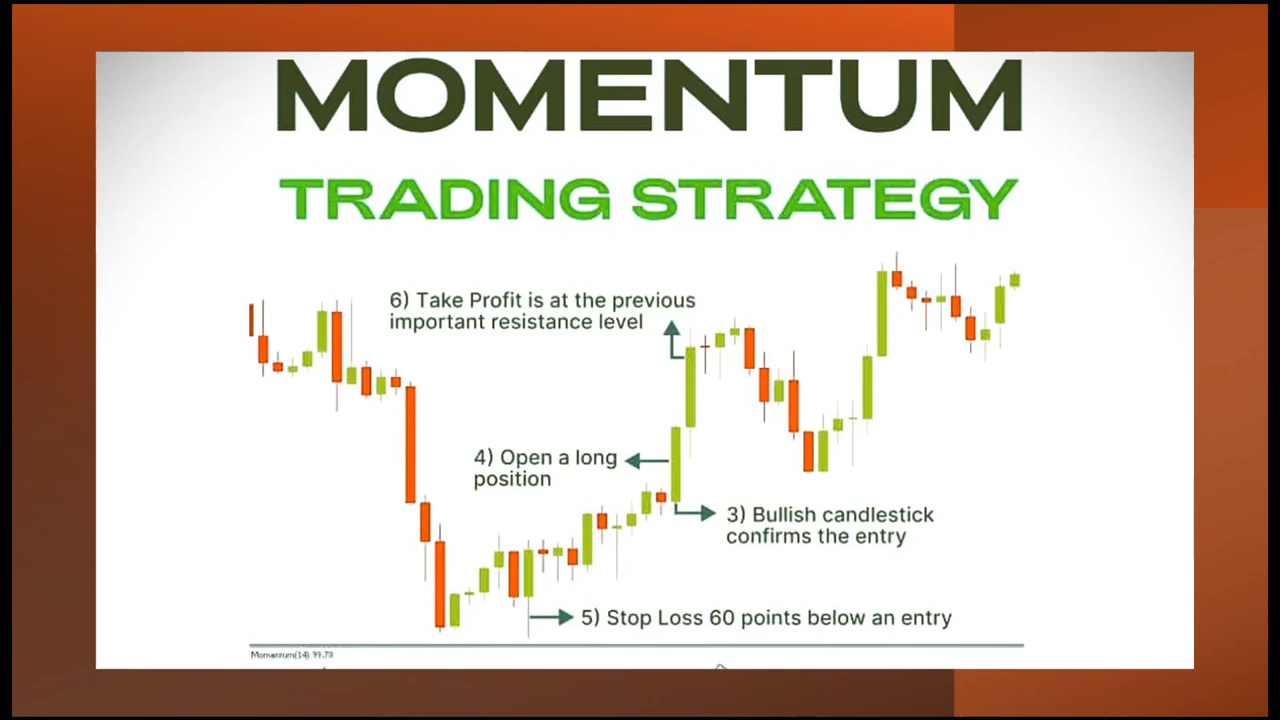 MOMENTUM
TRADING STRATEGY
6) Take Profit is at the previous
important resistance level
4) Open a long
position
3) Bullish candlestick
confirms the entry
5) Stop Loss 60 points below an entry
Momentum(14) 99.78